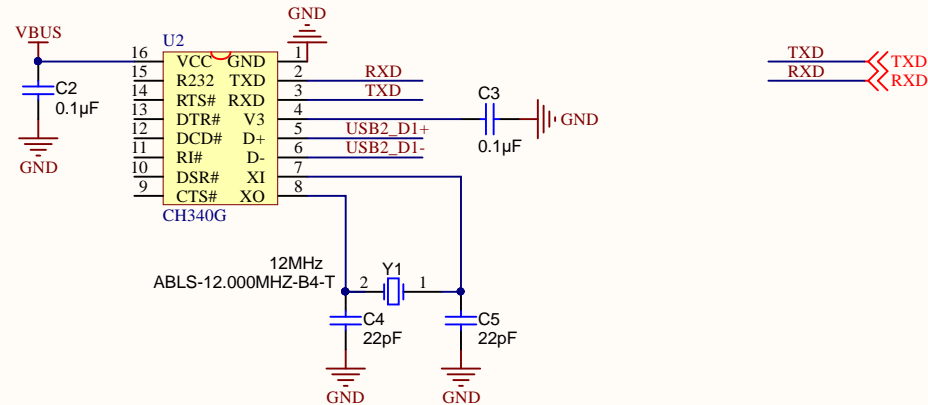 GND
VBUS
U2
16 VCC GND 1
15 R232 TXD 2 RXD
14 RTS# RXD 3 TXD
13 DTR# V3 4
12 DCD# D+ 5 USB2_D1+
11 RI# D- 6 USB2_D1-
10 DSR# XI 7
9 CTS# XO 8
CH340G
C2
0.1µF
GND
C3
0.1µF
GND
TXD TXD
RXD RXD
12MHz
ABLS-12.000MHZ-B4-T
2 Y1 1
C4
22pF
GND
C5
22pF
GND